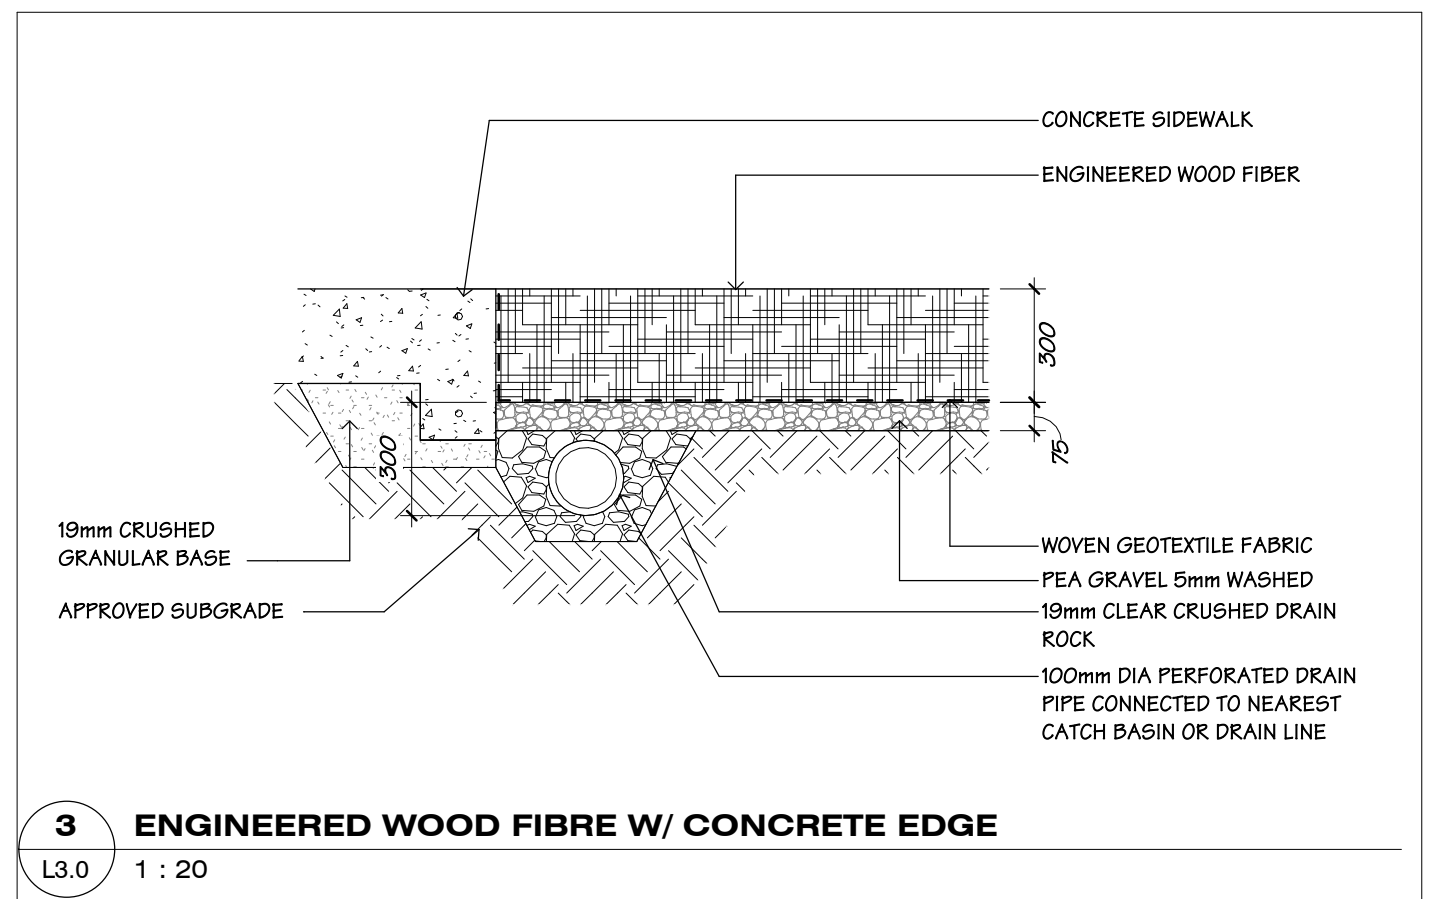 CONCRETE SIDEWALK
ENGINEERED WOOD FIBER
300
75
300
19mm CRUSHED
GRANULAR BASE
APPROVED SUBGRADE
WOVEN GEOTEXTILE FABRIC
PEA GRAVEL 5mm WASHED
19mm CLEAR CRUSHED DRAIN
ROCK
100mm DIA PERFORATED DRAIN
PIPE CONNECTED TO NEAREST
CATCH BASIN OR DRAIN LINE
3
ENGINEERED WOOD FIBRE W/ CONCRETE EDGE
L3.0
1 : 20